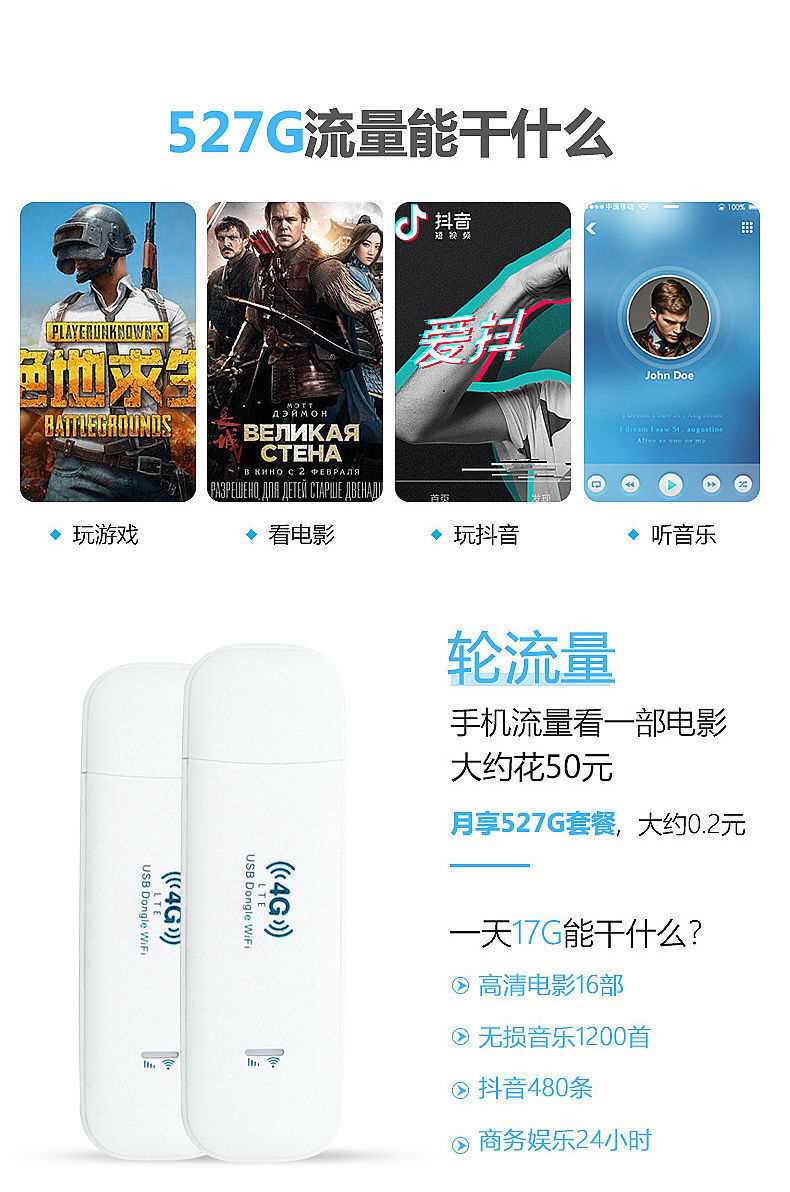 527G流量能干什么
PLAYERUNKNOWN'S
绝地求生
BATTLEGROUNDS
МЭТТ
ДЭЙМОН
长城
ВЕЛИКАЯ
СТЕНА
В КИНО С 2 ФЕВРАЛЯ
РАЗРЕШЕНО ДЛЯ ДЕТЕЙ СТАРШЕ ДВЕНАДЦ
抖音
短视频
爱抖
首页
发现
中国移动
100%
John Doe
I dream I saw St . Augustine
I dream I saw St . augustine
Alive as you or me
玩游戏
看电影
玩抖音
听音乐
4G
LTE
USB Dongle WiFi
4G
LTE
USB Dongle WiFi
轮流量
手机流量看一部电影
大约花50元
月享527G套餐，大约0.2元
一天17G能干什么？
高清电影16部
无损音乐1200首
抖音480条
商务娱乐24小时